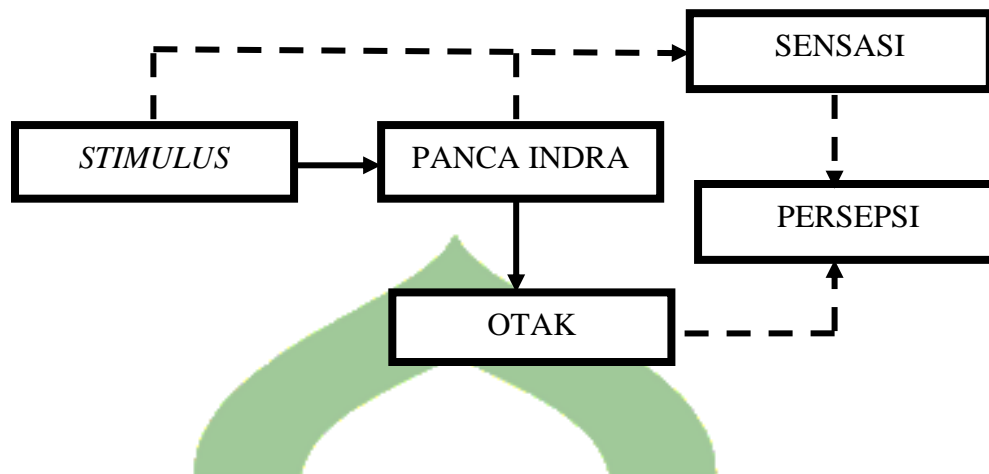 SENSASI
STIMULUS
PANCA INDRA
PERSEPSI
OTAK